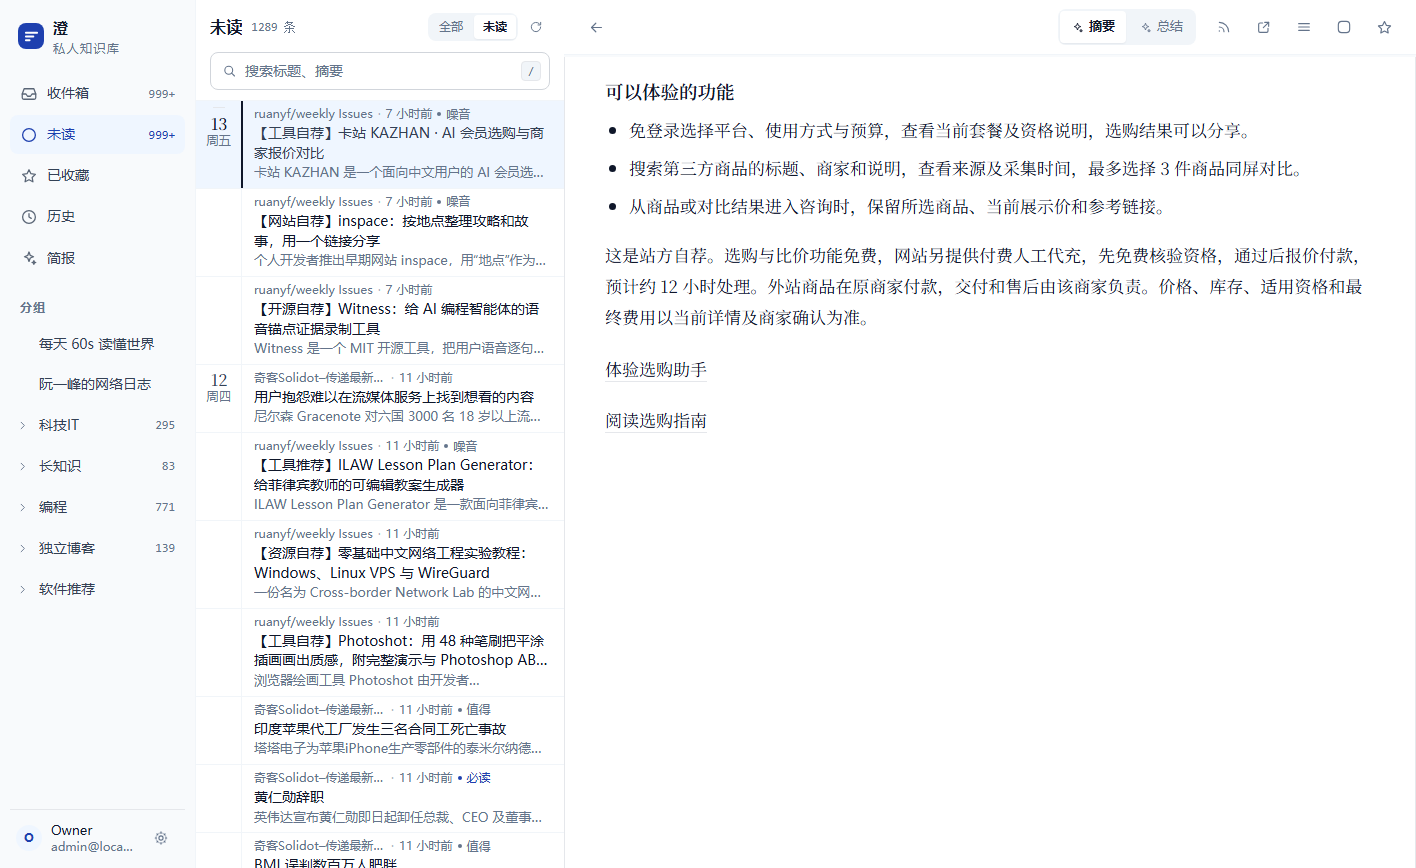 澄
私人知识库
收件箱 999+
未读 999+
已收藏
历史
简报
分组
每天 60s 读懂世界
阮一峰的网络日志
科技IT 295
长知识 83
编程 771
独立博客 139
软件推荐
O
Owner
admin@loca...
未读 1289 条
全部 未读
搜索标题、摘要 /
13
周五
ruanyf/weekly Issues · 7 小时前 • 噪音
【工具自荐】卡站 KAZHAN · AI 会员选购与商
家报价对比
卡站 KAZHAN 是一个面向中文用户的 AI 会员选...
ruanyf/weekly Issues · 7 小时前 • 噪音
【网站自荐】inspace：按地点整理攻略和故
事，用一个链接分享
个人开发者推出早期网站 inspace，用“地点”作为...
ruanyf/weekly Issues · 7 小时前
【开源自荐】Witness：给 AI 编程智能体的语
音锚点证据录制工具
Witness 是一个 MIT 开源工具，把用户语音逐句...
12
周四
奇客Solidot–传递最新... · 11 小时前
用户抱怨难以在流媒体服务上找到想看的内容
尼尔森 Gracenote 对六国 3000 名 18 岁以上流...
ruanyf/weekly Issues · 11 小时前 • 噪音
【工具推荐】ILAW Lesson Plan Generator：
给菲律宾教师的可编辑教案生成器
ILAW Lesson Plan Generator 是一款面向菲律宾...
ruanyf/weekly Issues · 11 小时前
【资源自荐】零基础中文网络工程实验教程：
Windows、Linux VPS 与 WireGuard
一份名为 Cross-border Network Lab 的中文网...
ruanyf/weekly Issues · 11 小时前
【工具自荐】Photoshot：用 48 种笔刷把平涂
插画画出质感，附完整演示与 Photoshop AB...
浏览器绘画工具 Photoshot 由开发者...
奇客Solidot–传递最新... · 11 小时前 • 值得
印度苹果代工厂发生三名合同工死亡事故
塔塔电子为苹果iPhone生产零部件的泰米尔纳德...
奇客Solidot–传递最新... · 11 小时前 • 必读
黄仁勋辞职
英伟达宣布黄仁勋即日起卸任总裁、CEO 及董事...
奇客Solidot–传递最新... · 11 小时前 • 值得
BMI 误判数百万人肥胖
摘要 总结
可以体验的功能
• 免登录选择平台、使用方式与预算，查看当前套餐及资格说明，选购结果可以分享。
• 搜索第三方商品的标题、商家和说明，查看来源及采集时间，最多选择 3 件商品同屏对比。
• 从商品或对比结果进入咨询时，保留所选商品、当前展示价和参考链接。
这是站方自荐。选购与比价功能免费，网站另提供付费人工代充，先免费核验资格，通过后报价付款，
预计约 12 小时处理。外站商品在原商家付款，交付和售后由该商家负责。价格、库存、适用资格和最
终费用以当前详情及商家确认为准。
体验选购助手
阅读选购指南